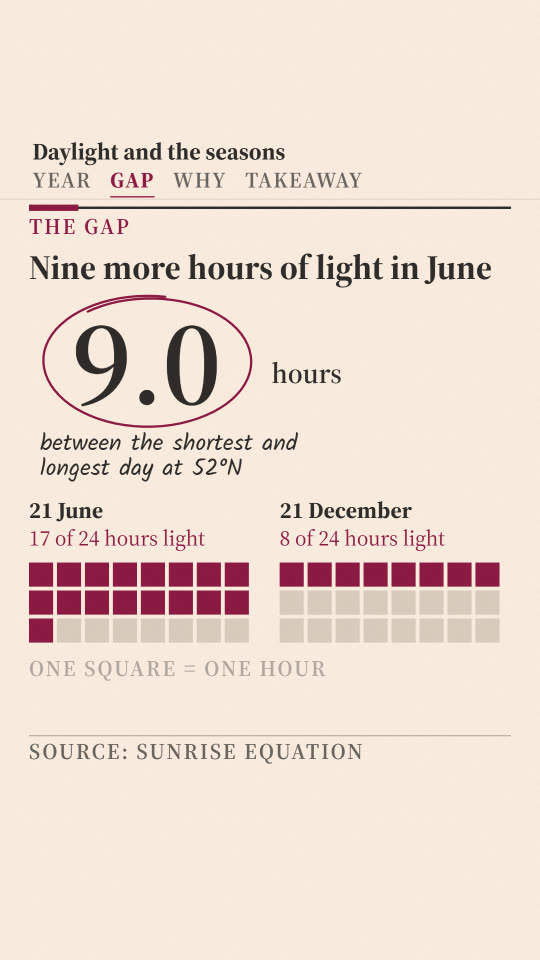 Daylight and the seasons
YEAR GAP WHY TAKEAWAY
THE GAP
Nine more hours of light in June
9.0 hours
between the shortest and
longest day at 52°N
21 June
17 of 24 hours light
21 December
8 of 24 hours light
ONE SQUARE = ONE HOUR
SOURCE: SUNRISE EQUATION